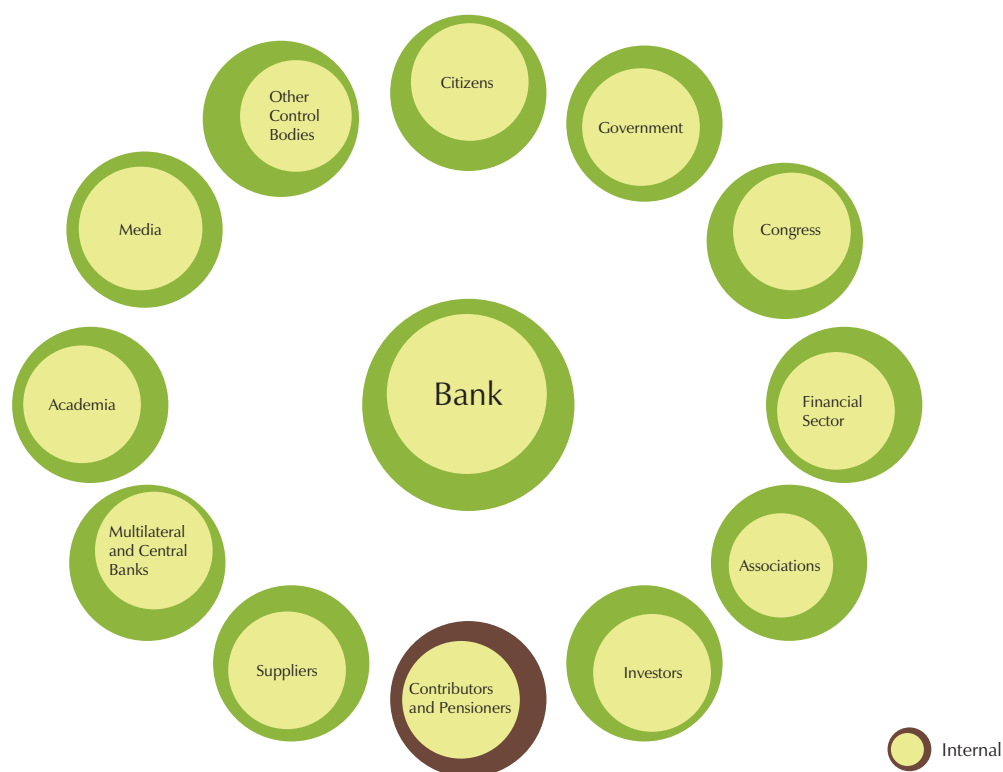 Citizens
Other
Control
Bodies
Government
Media
Congress
Bank
Academia
Financial
Sector
Multilateral
and Central
Banks
Associations
Suppliers
Contributors
and Pensioners
Investors
Internal